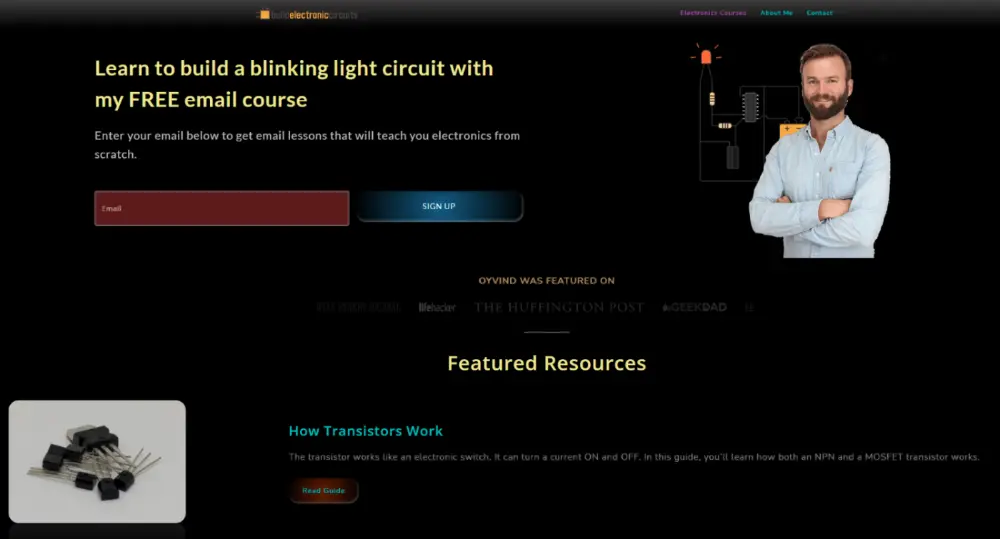 buildelectroniccircuits
Electronics Courses About Me Contact
Learn to build a blinking light circuit with
my FREE email course
Enter your email below to get email lessons that will teach you electronics from
scratch.
Email
SIGN UP
OYVIND WAS FEATURED ON
lifehacker THE HUFFINGTON POST GEEKDAD
Featured Resources
How Transistors Work
The transistor works like an electronic switch. It can turn a current ON and OFF. In this guide, you'll learn how both an NPN and a MOSFET transistor works.
Read Guide